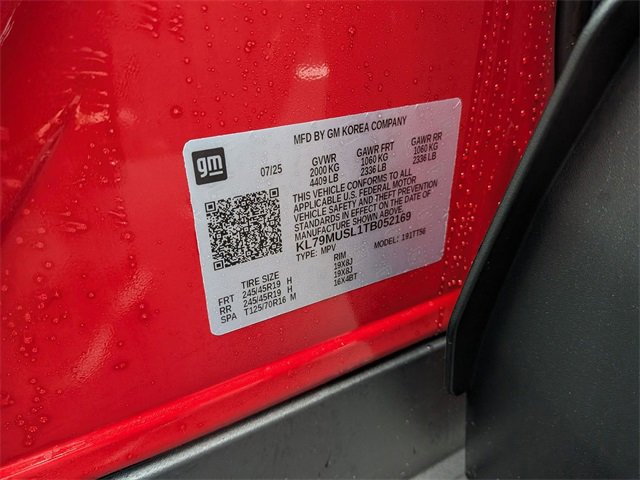 MFD BY GM KOREA COMPANY
gm
07/25
GVWR GAWR FRT GAWR RR
2000 KG 1060 KG 1060 KG
4409 LB 2336 LB 2336 LB
THIS VEHICLE CONFORMS TO ALL
APPLICABLE U.S. FEDERAL MOTOR
VEHICLE SAFETY AND THEFT PREVENTION
STANDARDS IN EFFECT ON THE DATE OF
MANUFACTURE SHOWN ABOVE.
KL79MUSL1TB052169
TYPE: MPV MODEL: 191TT56
TIRE SIZE RIM
FRT 245/45R19 H 19X8J
RR 245/45R19 H 19X8J
SPA T125/70R16 M 16X4BT